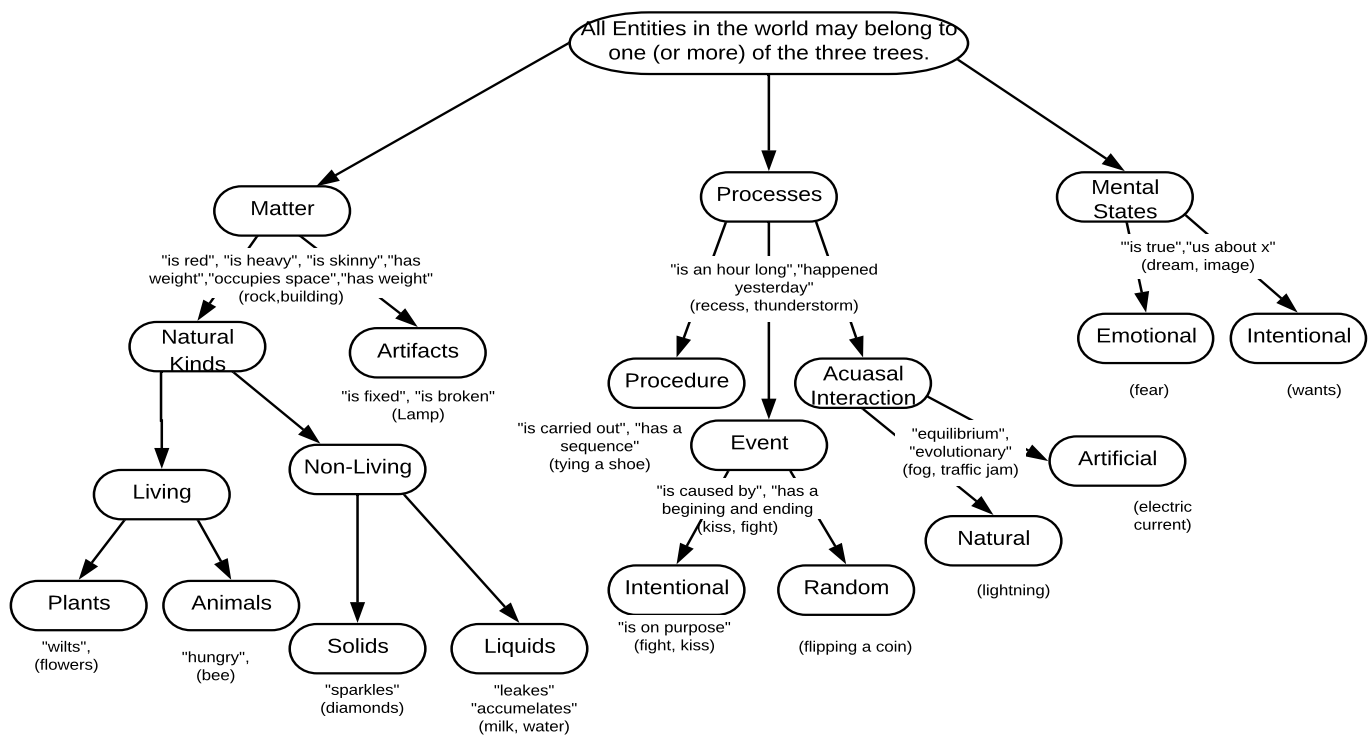 All Entities in the world may belong to
one (or more) of the three trees.
Matter
Processes
Mental
States
"is red", "is heavy", "is skinny","has
weight","occupies space","has weight"
(rock,building)
"is an hour long","happened
yesterday"
(recess, thunderstorm)
""is true","us about x"
(dream, image)
Natural
Kinds
Artifacts
"is fixed", "is broken"
(Lamp)
Procedure
"is carried out", "has a
sequence"
(tying a shoe)
Event
Acuasal
Interaction
Emotional
(fear)
Intentional
(wants)
"equilibrium",
"evolutionary"
(fog, traffic jam)
Artificial
(electric
current)
Natural
(lightning)
Living
Non-Living
"is caused by", "has a
begining and ending
(kiss, fight)
Intentional
"is on purpose"
(fight, kiss)
Random
(flipping a coin)
Plants
"wilts",
(flowers)
Animals
"hungry",
(bee)
Solids
"sparkles"
(diamonds)
Liquids
"leakes"
"accumelates"
(milk, water)